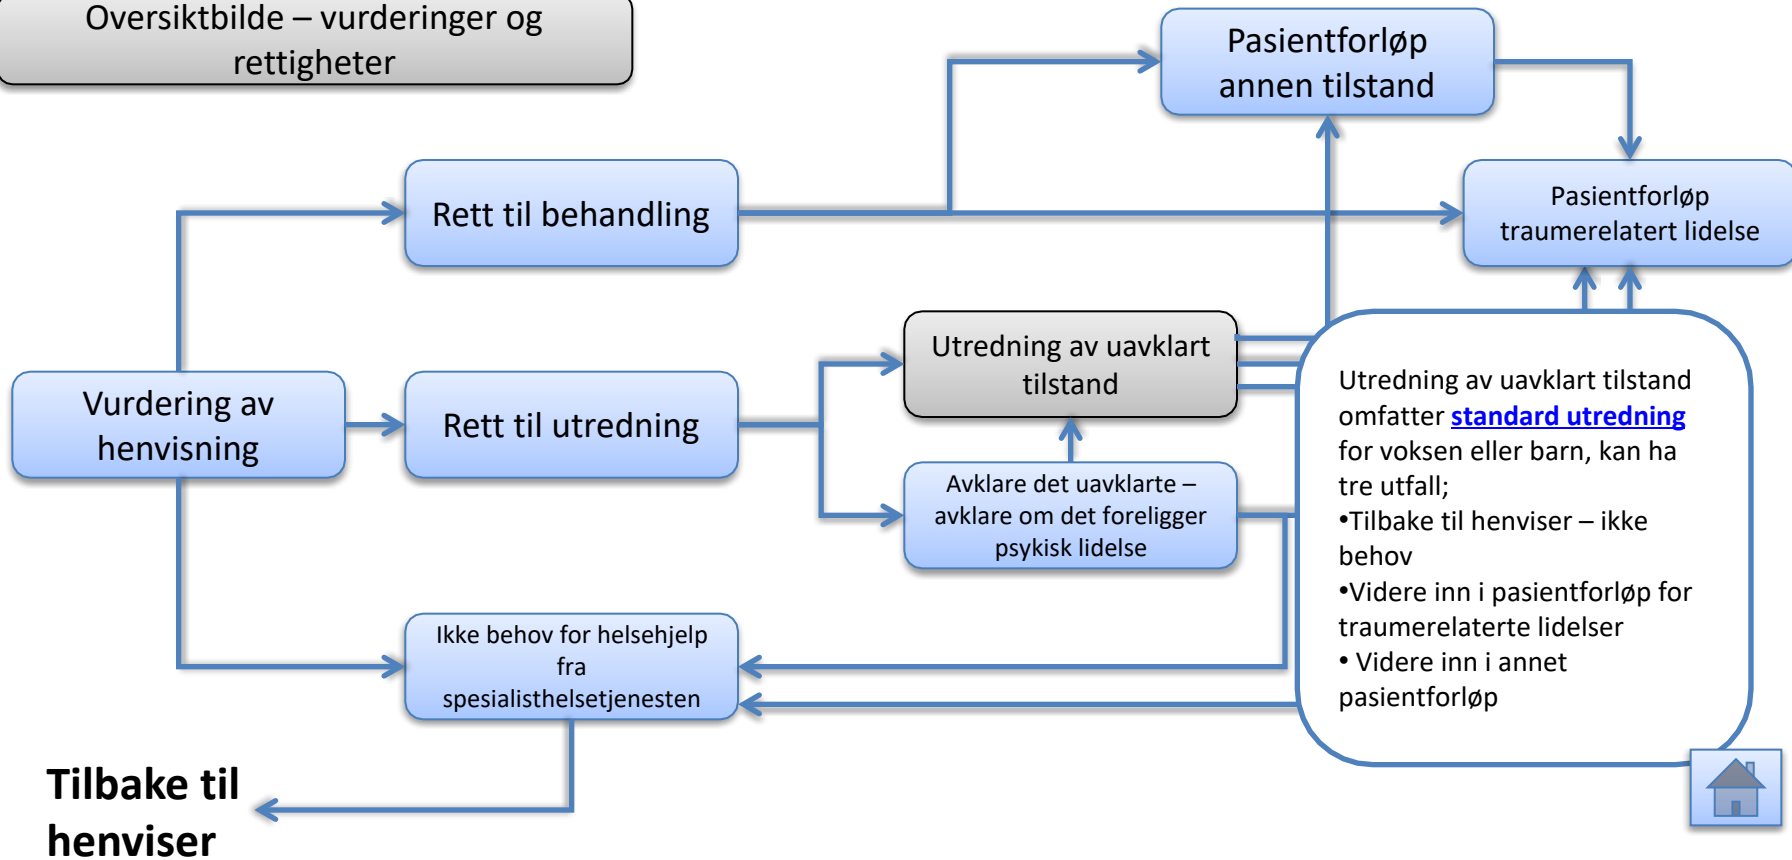 Oversiktbilde – vurderinger og
rettigheter
Pasientforløp
annen tilstand
Rett til behandling
Pasientforløp
traumerelatert lidelse
Utredning av uavklart
tilstand
Vurdering av
henvisning
Rett til utredning
Avklare det uavklarte –
avklare om det foreligger
psykisk lidelse
Utredning av uavklart tilstand
omfatter standard utredning
for voksen eller barn, kan ha
tre utfall;
•Tilbake til henviser – ikke
behov
•Videre inn i pasientforløp for
traumerelaterte lidelser
• Videre inn i annet
pasientforløp
Ikke behov for helsehjelp
fra
spesialisthelsetjenesten
Tilbake til
henviser